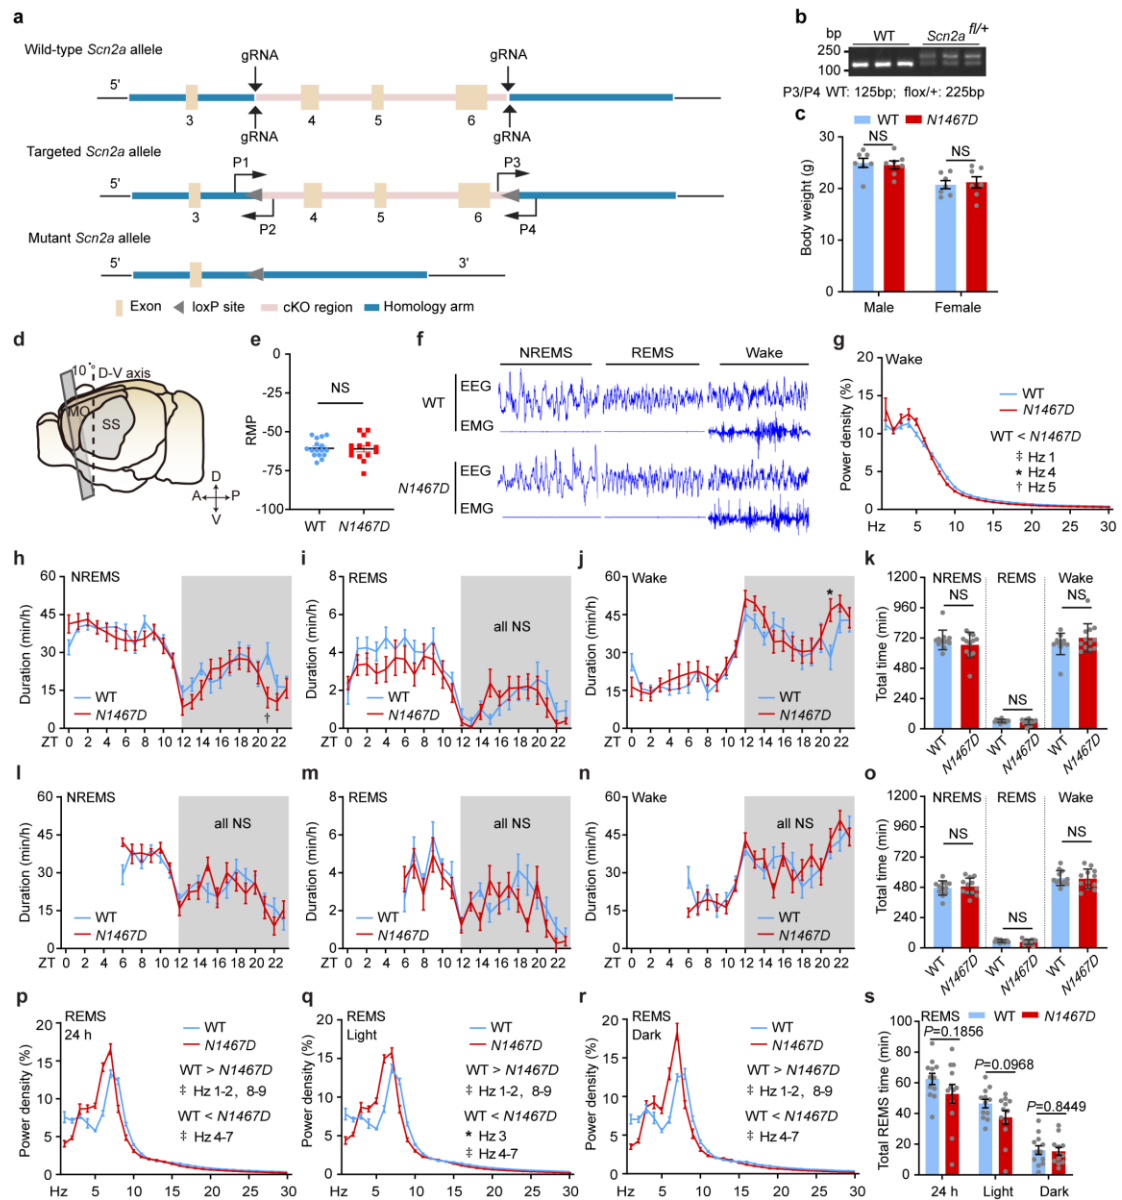 a
Wild-type Scn2a allele
gRNA
gRNA
5'
3
4
5
6
gRNA
gRNA
Targeted Scn2a allele
P1
P3
5'
3
4
5
6
P2
P4
Mutant Scn2a allele
5'
3'
Exon
loxP site
cKO region
Homology arm
b
bp
WT
Scn2a fl/+
250
100
P3/P4 WT: 125bp; flox/+: 225bp
c
WT
N1467D
NS
NS
Body weight (g)
30
20
10
0
Male
Female
d
10°
D-V axis
MO
SS
D
A
P
V
e
NS
RMP
0
-25
-50
-75
-100
WT
N1467D
f
NREMS
REMS
Wake
WT
EEG
EMG
N1467D
EEG
EMG
g
Wake
Power density (%)
20
15
10
5
0
WT
N1467D
WT < N1467D
‡ Hz 1
* Hz 4
† Hz 5
Hz
5
10
15
20
25
30
h
NREMS
Duration (min/h)
60
45
30
15
0
WT
N1467D
†
ZT
0 2 4 6 8 10 12 14 16 18 20 22
i
REMS
all NS
Duration (min/h)
8
6
4
2
0
WT
N1467D
ZT
0 2 4 6 8 10 12 14 16 18 20 22
j
Wake
*
Duration (min/h)
60
45
30
15
0
WT
N1467D
ZT
0 2 4 6 8 10 12 14 16 18 20 22
k
NREMS
REMS
Wake
NS
NS
NS
Total time (min)
1200
960
720
480
240
0
WT
N1467D
WT
N1467D
WT
N1467D
l
NREMS
all NS
Duration (min/h)
60
45
30
15
0
WT
N1467D
ZT
0 2 4 6 8 10 12 14 16 18 20 22
m
REMS
all NS
Duration (min/h)
8
6
4
2
0
WT
N1467D
ZT
0 2 4 6 8 10 12 14 16 18 20 22
n
Wake
all NS
Duration (min/h)
60
45
30
15
0
WT
N1467D
ZT
0 2 4 6 8 10 12 14 16 18 20 22
o
NREMS
REMS
Wake
NS
NS
NS
Total time (min)
1200
960
720
480
240
0
WT
N1467D
WT
N1467D
WT
N1467D
p
REMS
24 h
Power density (%)
20
15
10
5
0
WT
N1467D
WT > N1467D
‡ Hz 1-2, 8-9
WT < N1467D
‡ Hz 4-7
Hz
5
10
15
20
25
30
q
REMS
Light
Power density (%)
20
15
10
5
0
WT
N1467D
WT > N1467D
‡ Hz 1-2, 8-9
WT < N1467D
* Hz 3
‡ Hz 4-7
Hz
5
10
15
20
25
30
r
REMS
Dark
Power density (%)
20
15
10
5
0
WT
N1467D
WT > N1467D
‡ Hz 1-2, 8-9
WT < N1467D
‡ Hz 4-7
Hz
5
10
15
20
25
30
s
REMS
WT
N1467D
P=0.1856
P=0.0968
P=0.8449
Total REMS time (min)
100
80
60
40
20
0
24 h
Light
Dark